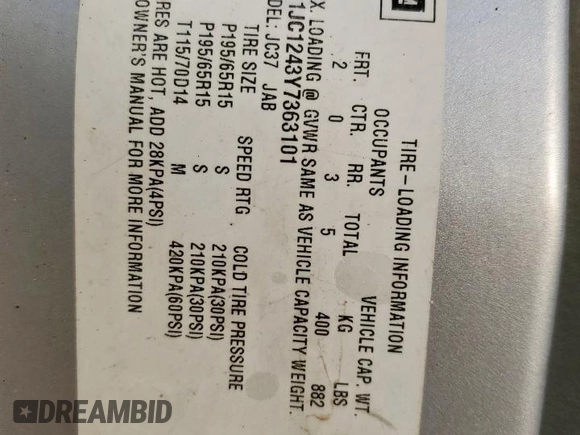 GM
TIRE-LOADING INFORMATION
OCCUPANTS VEHICLE CAP. WT.
FRT. CTR. RR. TOTAL KG LBS
2 0 3 5 400 882
X. LOADING @ GVWR SAME AS VEHICLE CAPACITY WEIGHT.
1JC1243Y7363101
DEL: JC37 JAB
TIRE SIZE SPEED RTG COLD TIRE PRESSURE
P195/65R15 S 210KPA(30PSI)
P195/65R15 S 210KPA(30PSI)
T115/70D14 M 420KPA(60PSI)
RES ARE HOT, ADD 28KPA(4PSI)
OWNER'S MANUAL FOR MORE INFORMATION
DREAMBID